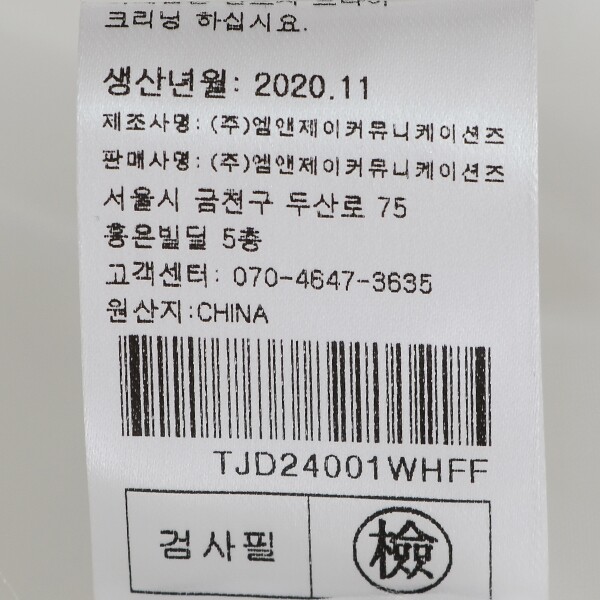 크리닝 하십시요.
생산년월: 2020.11
제조사명: (주)엠앤제이커뮤니케이션즈
판매사명: (주)엠앤제이커뮤니케이션즈
서울시 금천구 두산로 75
홍은빌딜 5층
고객센터: 070-4647-3635
원산지:CHINA
TJD24001WHFF
검사필 檢